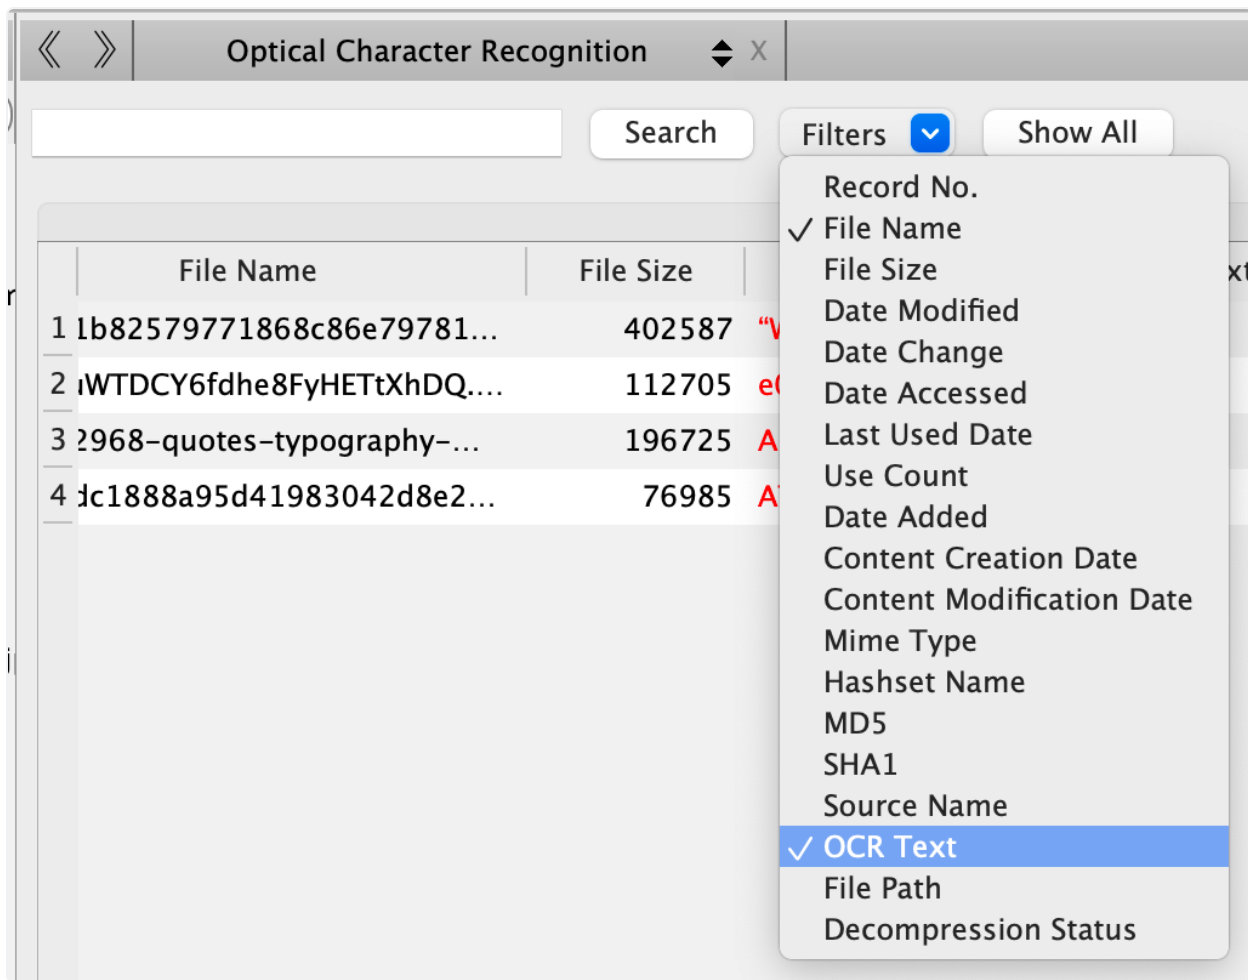 Optical Character Recognition X
Search Filters Show All
Record No.
✓ File Name
File Size
Date Modified
Date Change
Date Accessed
Last Used Date
Use Count
Date Added
Content Creation Date
Content Modification Date
Mime Type
Hashset Name
MD5
SHA1
Source Name
✓ OCR Text
File Path
Decompression Status
File Name File Size
1 1b82579771868c86e79781... 402587
2 WTDCY6fdhe8FyHETtXhDQ.... 112705
3 2968-quotes-typography-... 196725 A
4 dc1888a95d41983042d8e2... 76985 A